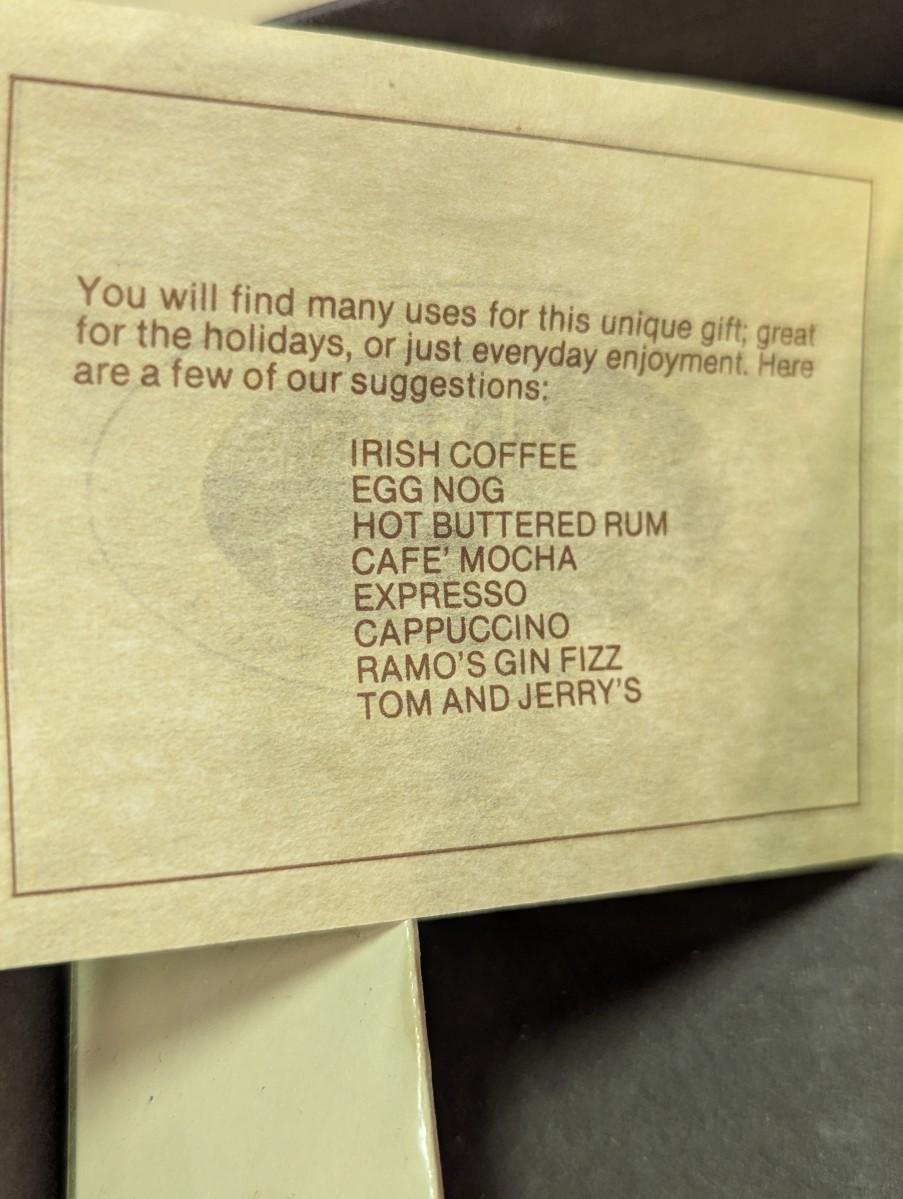 You will find many uses for this unique gift; great
for the holidays, or just everyday enjoyment. Here
are a few of our suggestions:
IRISH COFFEE
EGG NOG
HOT BUTTERED RUM
CAFE' MOCHA
EXPRESSO
CAPPUCCINO
RAMO'S GIN FIZZ
TOM AND JERRY'S